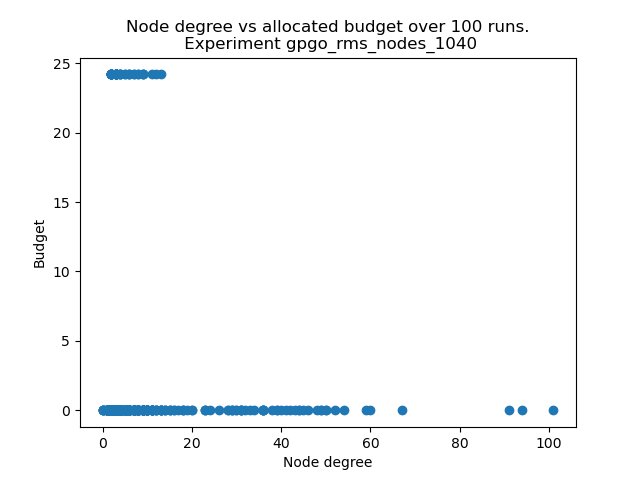 Node degree vs allocated budget over 100 runs.
Experiment gpgo_rms_nodes_1040
25
20
15
10
5
0
Budget
0 20 40 60 80 100
Node degree